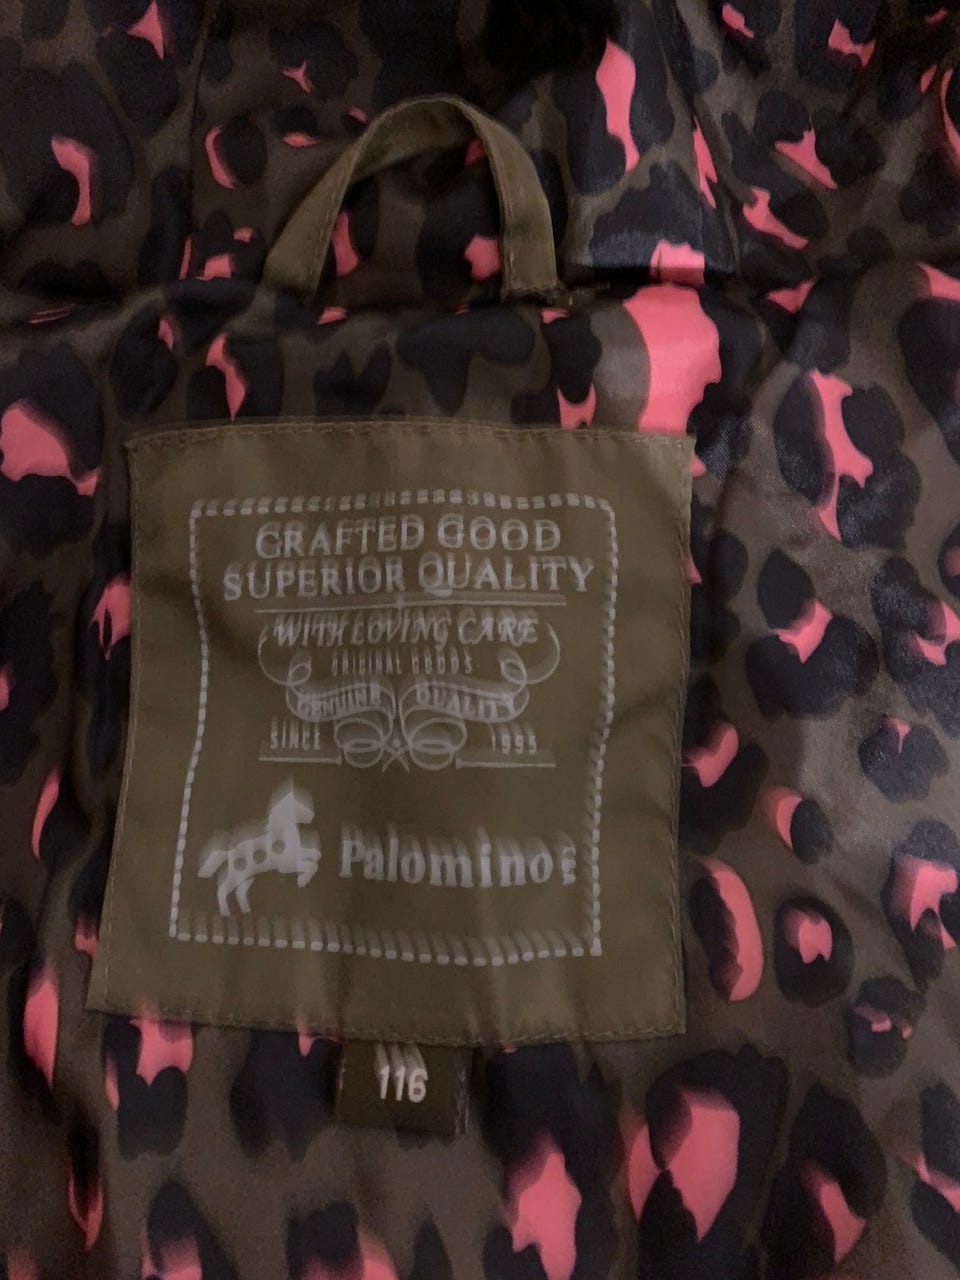 CRAFTED GOOD
SUPERIOR QUALITY
WITH LOVING CARE
ORIGINAL GOODS
GENUINE QUALITY
SINCE 1995
Palomino
116